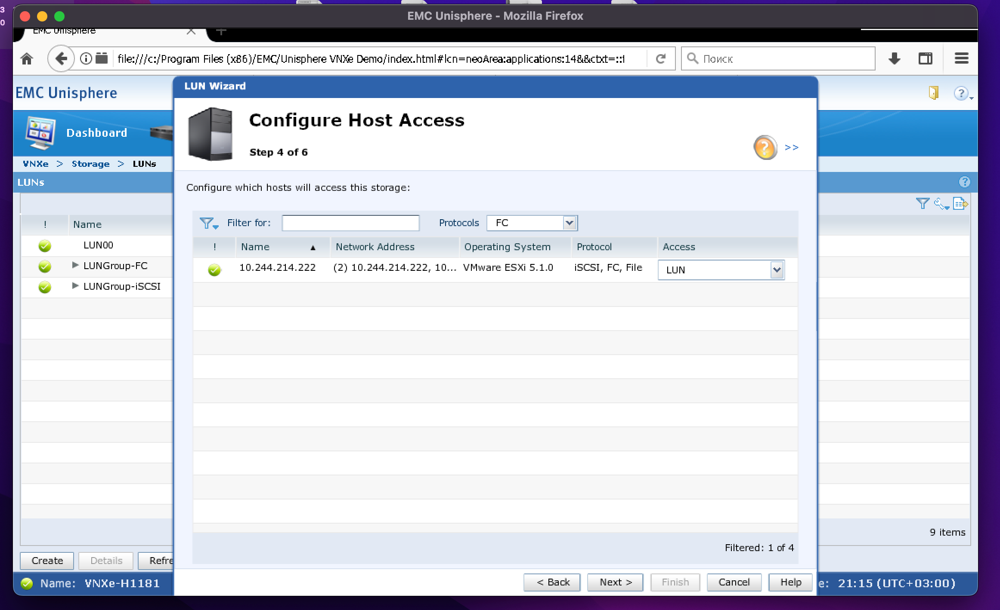 3
0
EMC Unisphere - Mozilla Firefox
EMC Unisphere
file:///c:/Program Files (x86)/EMC/Unisphere VNXe Demo/index.html#lcn=neoArea:applications:14&&ctxt=::f
Поиск
EMC Unisphere
Dashboard
VNXe > Storage > LUNs
LUNs
! Name
LUN00
LUNGroup-FC
LUNGroup-iSCSI
9 items
Create Details Refre
Name: VNXe-H1181
e: 21:15 (UTC+03:00)
LUN Wizard
Configure Host Access
Step 4 of 6
>>
Configure which hosts will access this storage:
Filter for: Protocols FC
! Name ▲ Network Address Operating System Protocol Access
10.244.214.222 (2) 10.244.214.222, 10... VMware ESXi 5.1.0 iSCSI, FC, File LUN
Filtered: 1 of 4
< Back Next > Finish Cancel Help